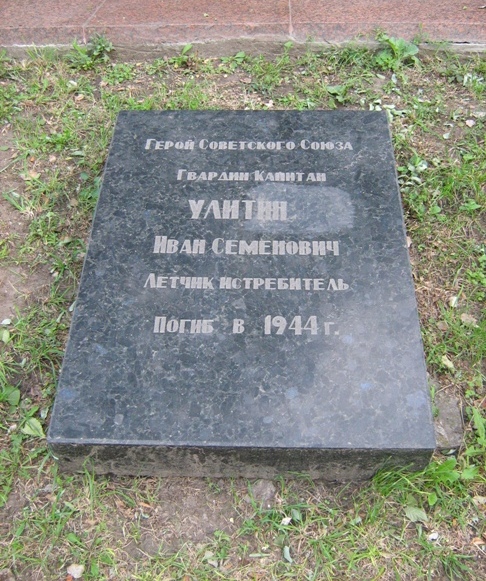 Герой Советского Союза
Гвардии Капитан
УЛИТИН
Иван Семенович
Летчик истребитель
Погиб в 1944 г.